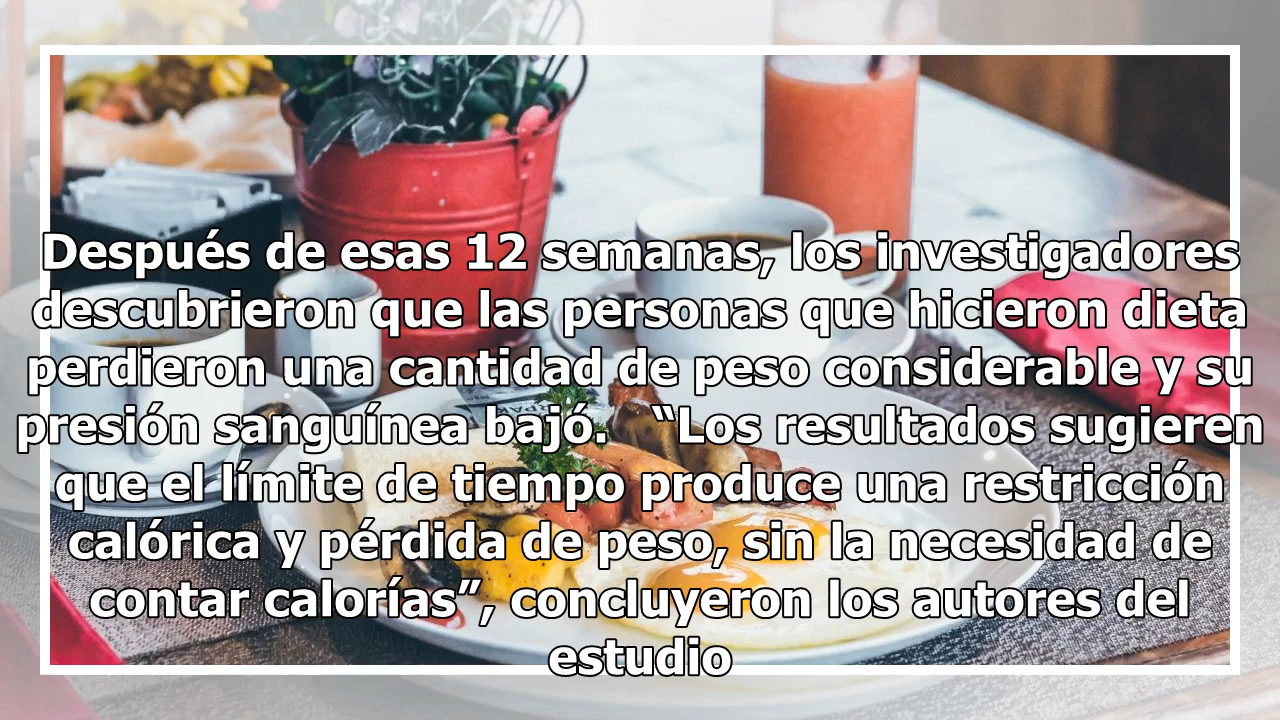 Después de esas 12 semanas, los investigadores
descubrieron que las personas que hicieron dieta
perdieron una cantidad de peso considerable y su
presión sanguínea bajó.   “Los resultados sugieren
que el límite de tiempo produce una restricción
calórica y pérdida de peso, sin la necesidad de
contar calorías”, concluyeron los autores del
estudio